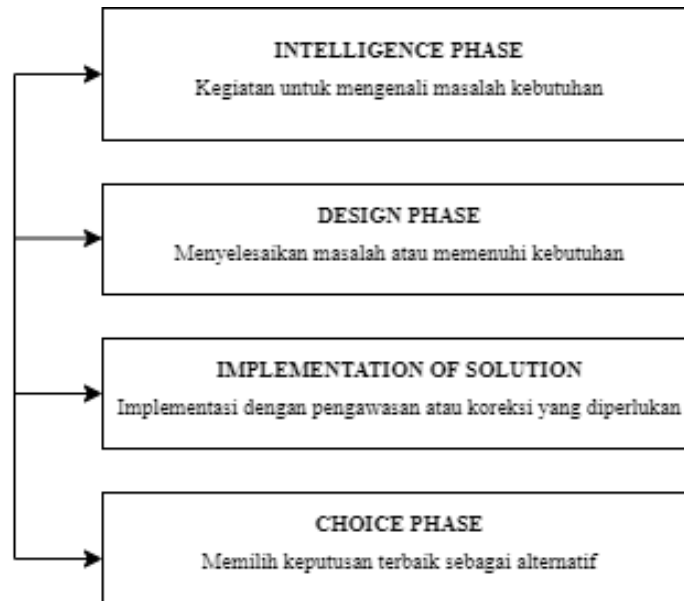 INTELLIGENCE PHASE
Kegiatan untuk mengenali masalah kebutuhan
DESIGN PHASE
Menyelesaikan masalah atau memenuhi kebutuhan
IMPLEMENTATION OF SOLUTION
Implementasi dengan pengawasan atau koreksi yang diperlukan
CHOICE PHASE
Memilih keputusan terbaik sebagai alternatif